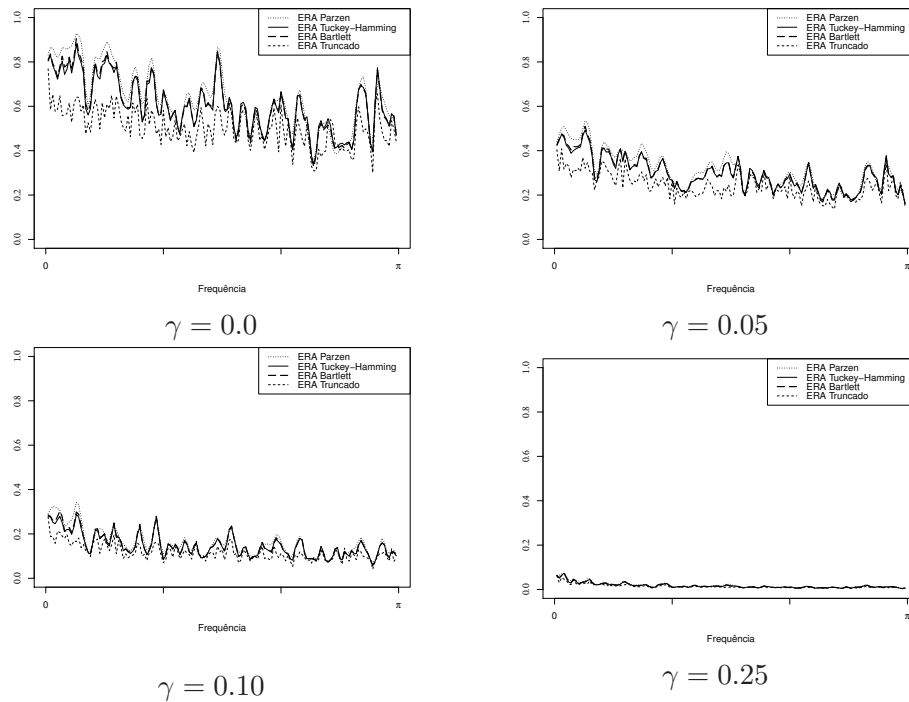 1.0
0.8
0.6
0.4
0.2
0.0
ERA Parzen
ERA Tuckey−Hamming
ERA Bartlett
ERA Truncado
0
π
Frequência
γ = 0.0
1.0
0.8
0.6
0.4
0.2
0.0
ERA Parzen
ERA Tuckey−Hamming
ERA Bartlett
ERA Truncado
0
π
Frequência
γ = 0.05
1.0
0.8
0.6
0.4
0.2
0.0
ERA Parzen
ERA Tuckey−Hamming
ERA Bartlett
ERA Truncado
0
π
Frequência
γ = 0.10
1.0
0.8
0.6
0.4
0.2
0.0
ERA Parzen
ERA Tuckey−Hamming
ERA Bartlett
ERA Truncado
0
π
Frequência
γ = 0.25